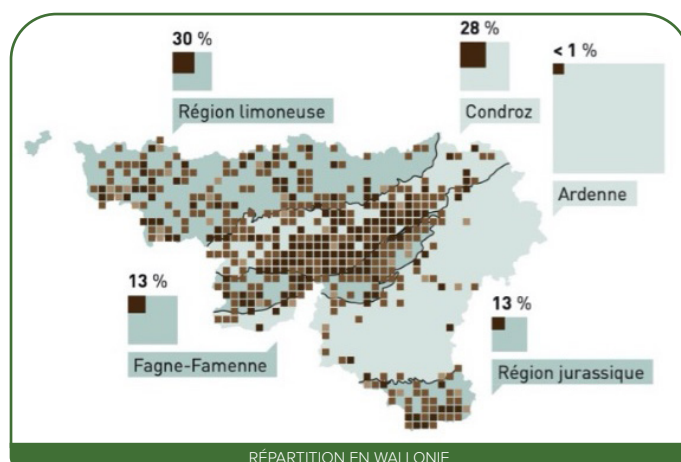 30 %
Région limoneuse
28 %
Condroz
< 1 %
Ardenne
13 %
Fagne-Famenne
13 %
Région jurassique
RÉPARTITION EN WALLONIE